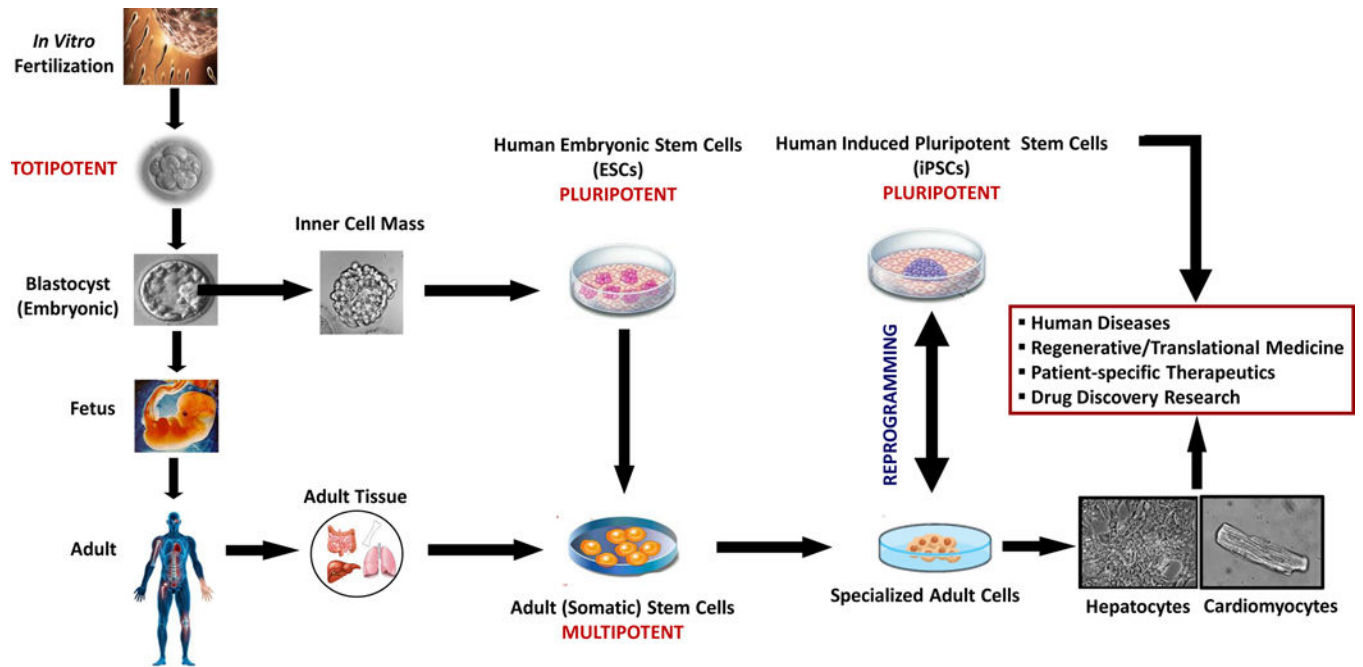 In Vitro
Fertilization
TOTIPOTENT
Blastocyst
(Embryonic)
Fetus
Adult
Inner Cell Mass
Adult Tissue
Human Embryonic Stem Cells
(ESCs)
PLURIPOTENT
Adult (Somatic) Stem Cells
MULTIPOTENT
Human Induced Pluripotent Stem Cells
(iPSCs)
PLURIPOTENT
REPROGRAMMING
Specialized Adult Cells
▪ Human Diseases
▪ Regenerative/Translational Medicine
▪ Patient-specific Therapeutics
▪ Drug Discovery Research
Hepatocytes
Cardiomyocytes